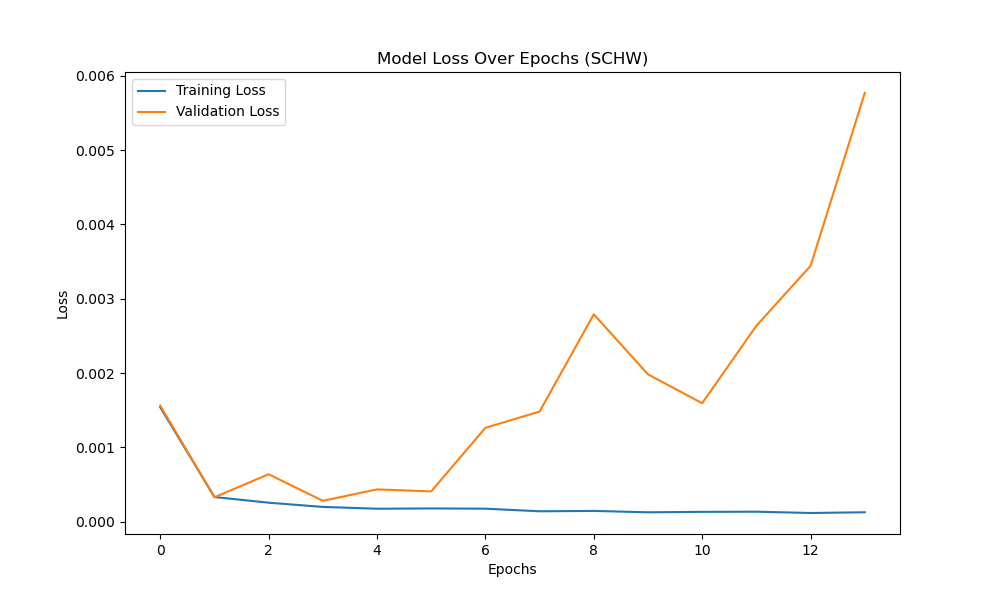 Model Loss Over Epochs (SCHW)
Training Loss
Validation Loss
0.006
0.005
0.004
0.003
0.002
0.001
0.000
Loss
0 2 4 6 8 10 12
Epochs